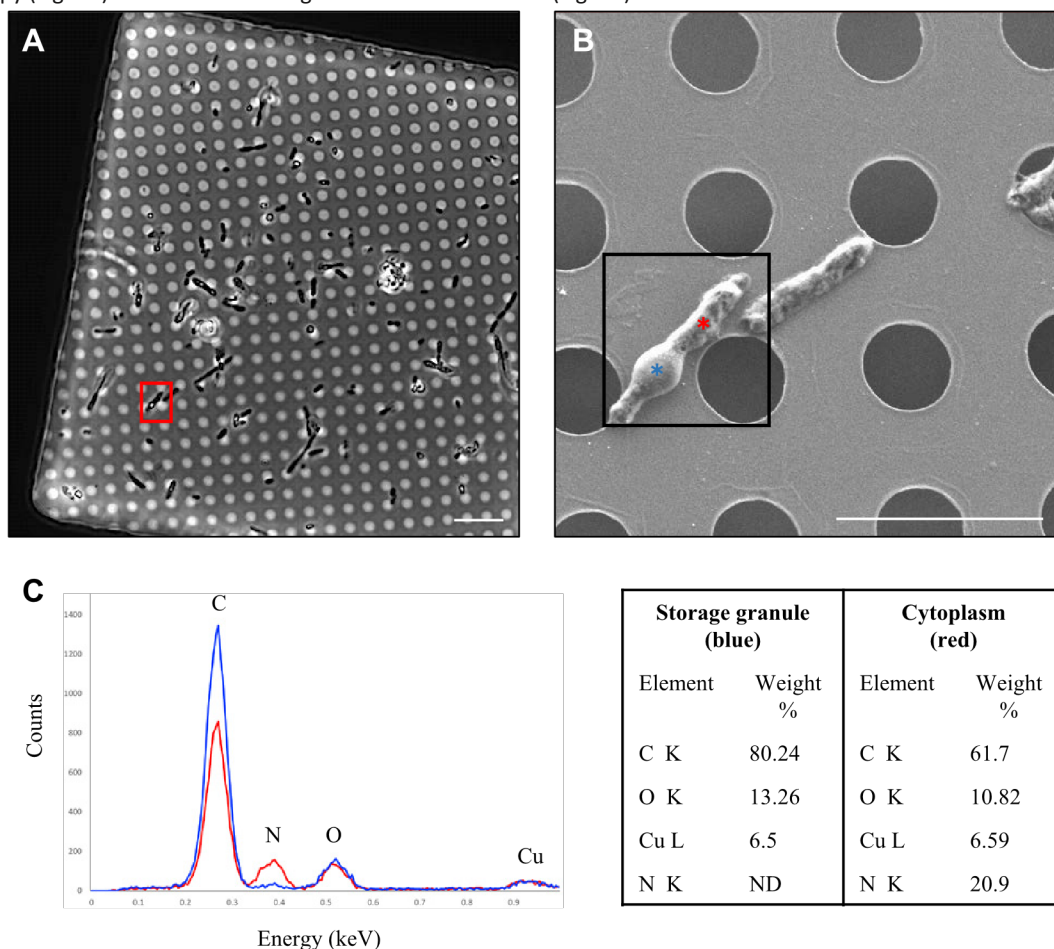 A
B
C
1400
1200
1000
800
600
400
200
0
Counts
C
N
O
Cu
0
0.1
0.2
0.3
0.4
0.5
0.6
0.7
0.8
0.9
Energy (keV)
Storage granule
(blue)
Cytoplasm
(red)
Element Weight
%
Element Weight
%
C K 80.24 C K 61.7
O K 13.26 O K 10.82
Cu L 6.5 Cu L 6.59
N K ND N K 20.9